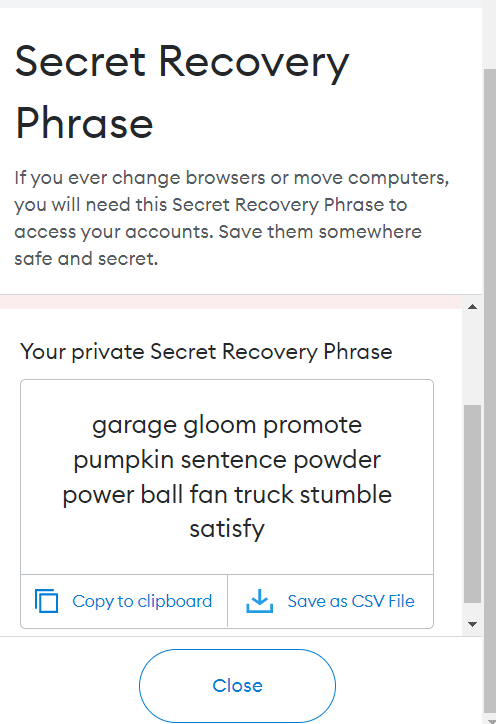 Secret Recovery
Phrase
If you ever change browsers or move computers,
you will need this Secret Recovery Phrase to
access your accounts. Save them somewhere
safe and secret.
Your private Secret Recovery Phrase
garage gloom promote
pumpkin sentence powder
power ball fan truck stumble
satisfy
Copy to clipboard
Save as CSV File
Close